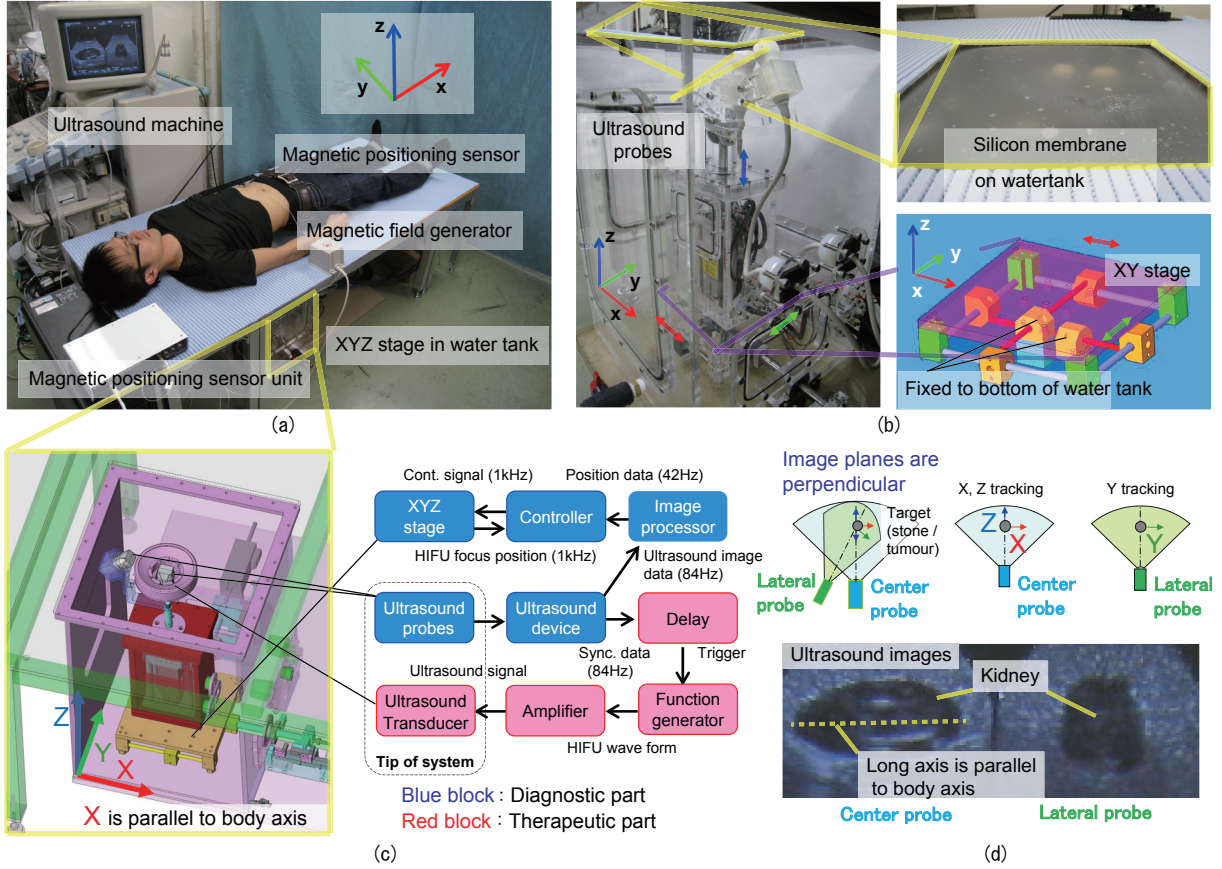 z
y
x
Ultrasound machine
Magnetic positioning sensor
Magnetic field generator
XYZ stage in water tank
Magnetic positioning sensor unit
(a)
Ultrasound
probes
z
y
x
Silicon membrane
on watertank
z
y
x
XY stage
Fixed to bottom of water tank
(b)
Z
Y
X
X is parallel to body axis
Cont. signal (1kHz)
Position data (42Hz)
XYZ
stage
Controller
Image
processor
HIFU focus position (1kHz)
Ultrasound image
data (84Hz)
Ultrasound
probes
Ultrasound
device
Delay
Ultrasound signal
Sync. data
(84Hz)
Trigger
Ultrasound
Transducer
Amplifier
Function
generator
HIFU wave form
Tip of system
Blue block : Diagnostic part
Red block : Therapeutic part
(c)
Image planes are
perpendicular
Target
(stone /
tumour)
Lateral
probe
Center
probe
X, Z tracking
Z
X
Center
probe
Y tracking
Y
Lateral
probe
Ultrasound images
Kidney
Long axis is parallel
to body axis
Center probe
Lateral probe
(d)